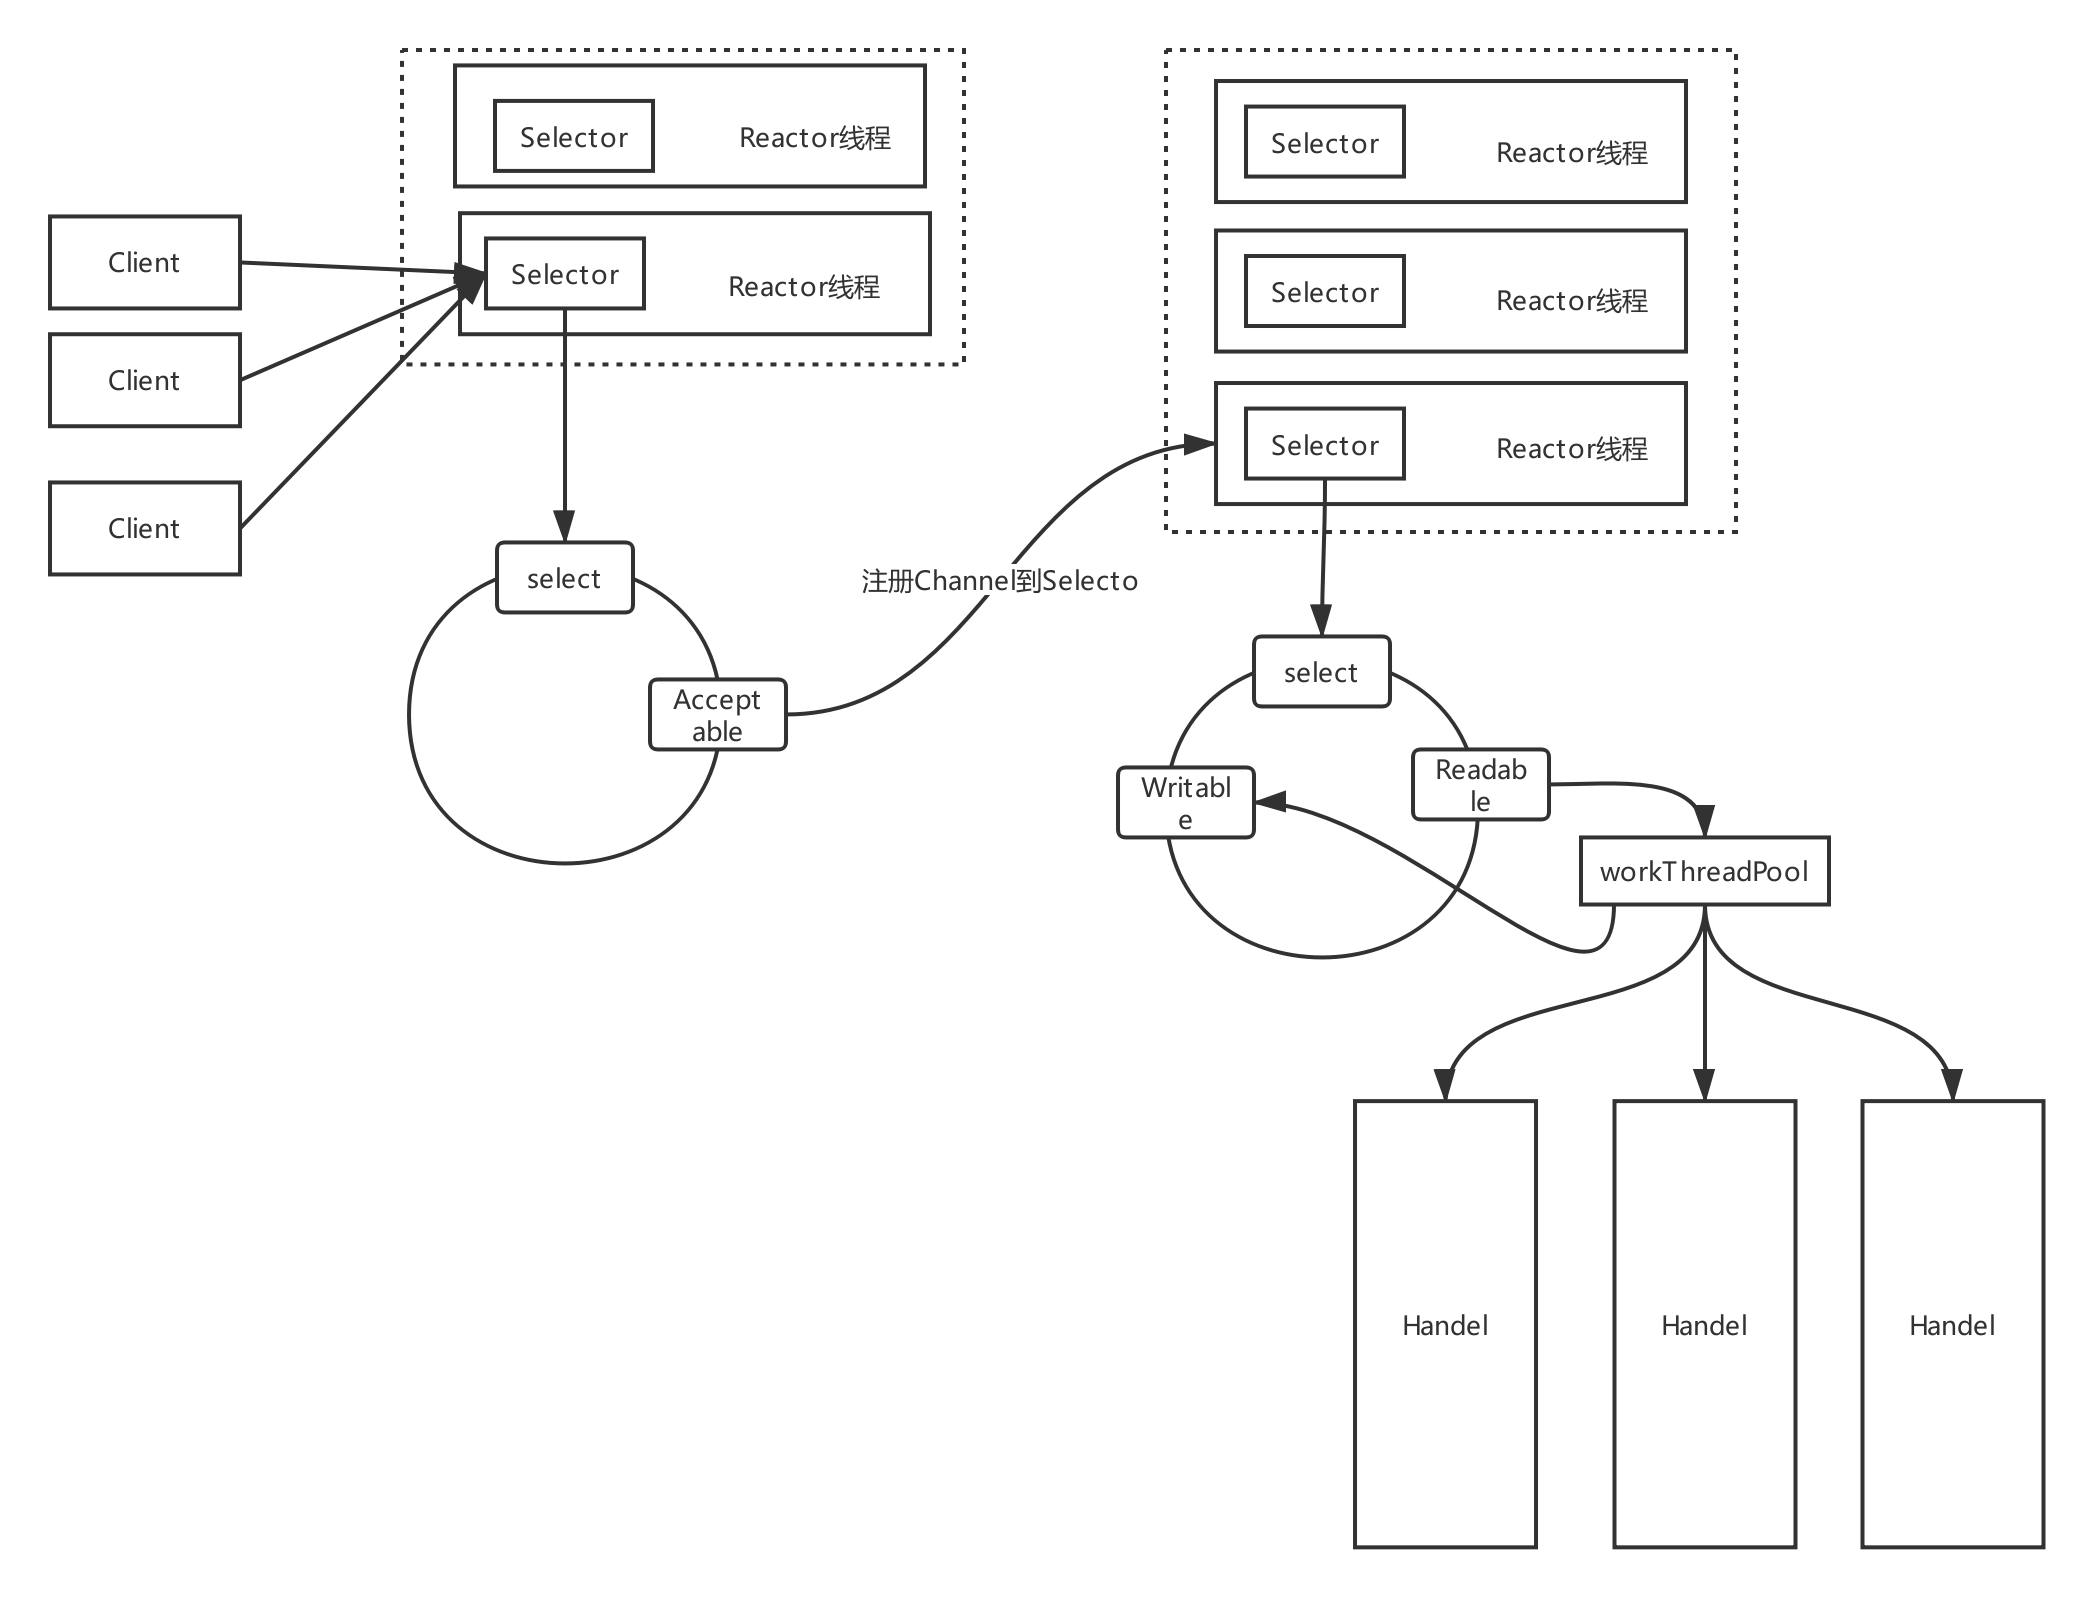 Selector
Reactor线程
Selector
Reactor线程
Client
Client
Client
select
Accept
able
注册Channel到Selecto
Selector
Reactor线程
Selector
Reactor线程
Selector
Reactor线程
select
Readab
le
Writabl
e
workThreadPool
Handel
Handel
Handel